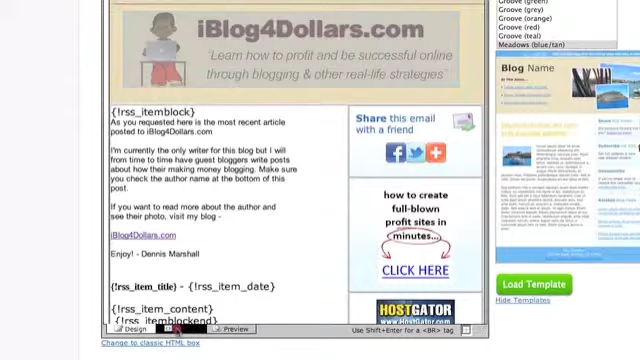 Groove (green)
Groove (grey)
Groove (orange)
Groove (red)
Groove (teal)
Meadows (blue/tan)
iBlog4Dollars.com
"Learn how to profit and be successful online
through blogging & other real-life strategies"
Blog Name
{!rss_itemblock}
As you requested here is the most recent article
posted to iBlog4Dollars.com
I'm currently the only writer for this blog but I will
from time to time have guest bloggers write posts
about how their making money blogging. Make sure
you check the author name at the bottom of this
post.
If you want to read more about the author and
see their photo, visit my blog -
iBlog4Dollars.com
Enjoy! - Dennis Marshall
{!rss_item_title} - {!rss_item_date}
{!rss_item_content}
{!rss_itemblockend}
Share this email
with a friend
how to create
full-blown
profit sites in
minutes...
CLICK HERE
HOSTGATOR
www.HostGator.com
Load Template
Hide Templates
Design
Preview
Use Shift+Enter for a <BR> tag
Change to classic HTML box